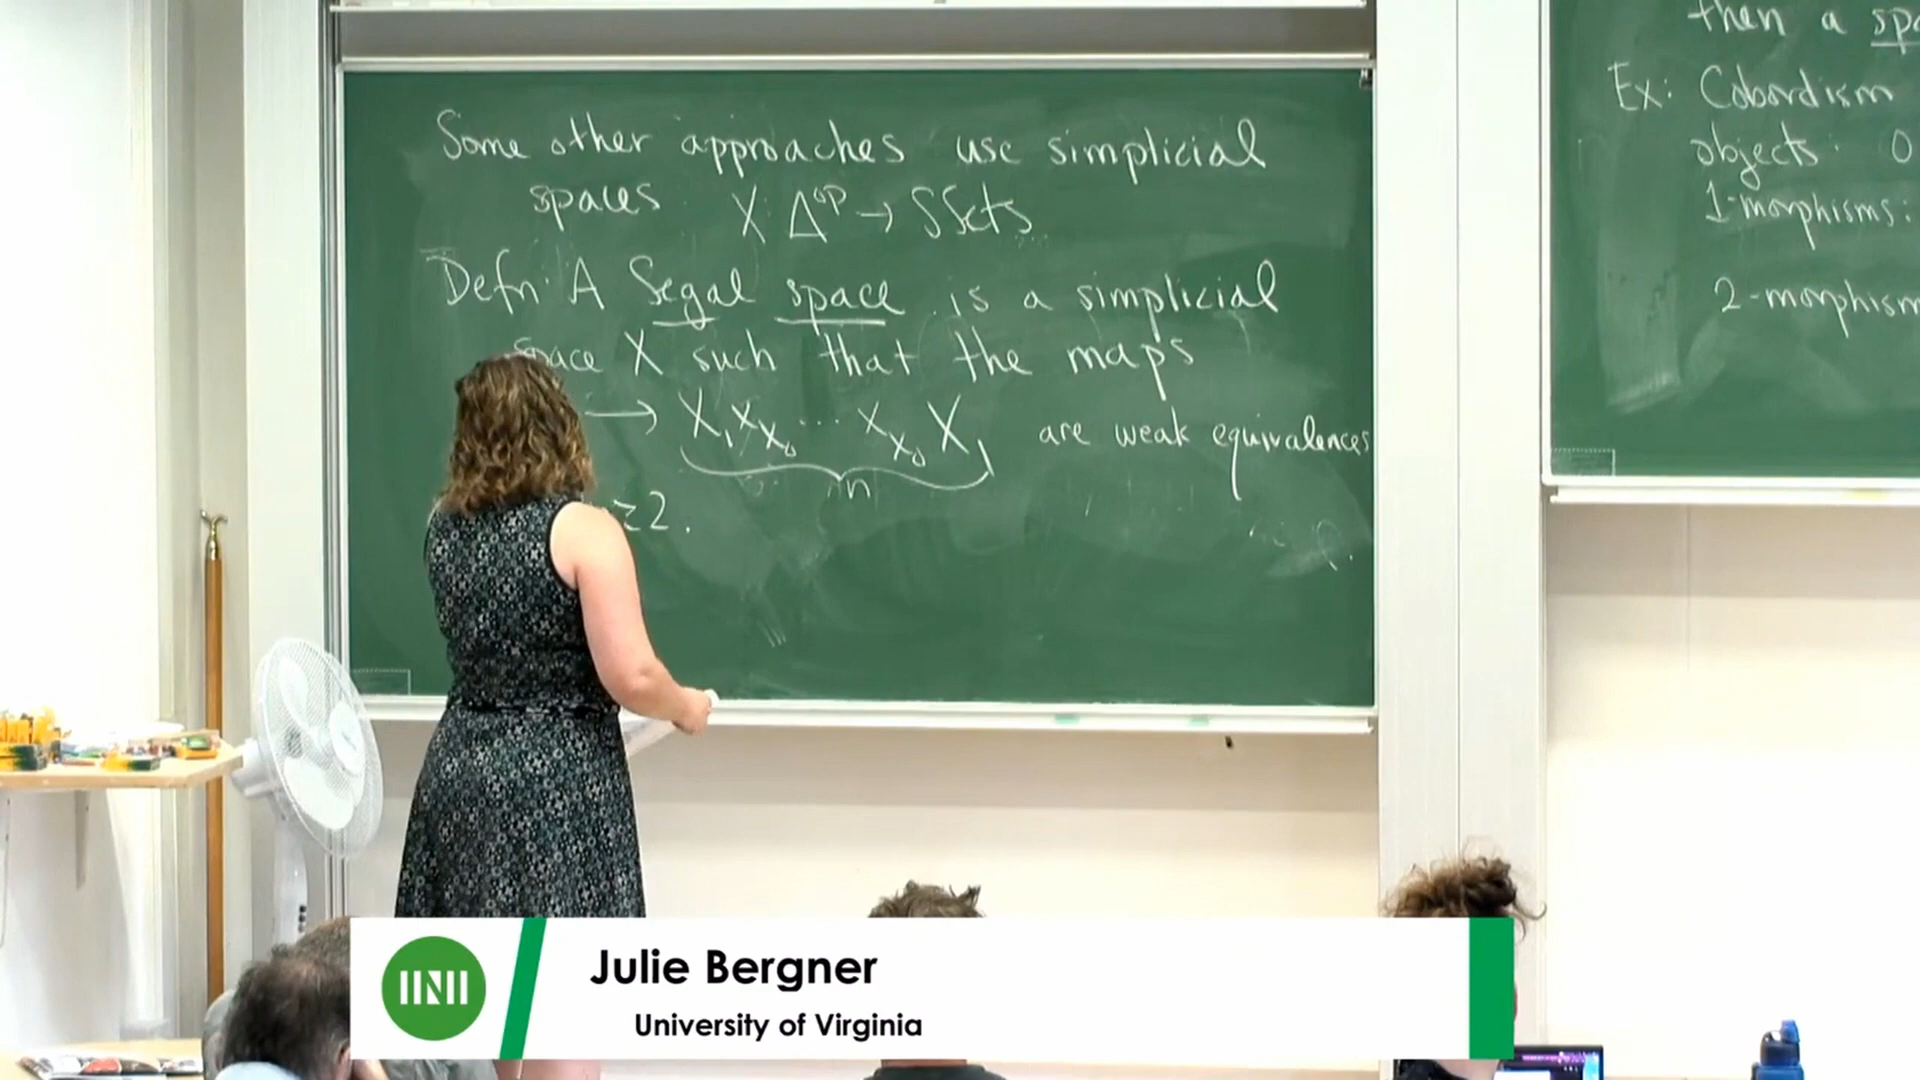 Some other approaches use simplicial
spaces X: Δ^op → SSets
Defn: A Segal space is a simplicial
space X such that the maps
→ X₁ ×_{X₀} ... ×_{X₀} X₁ are weak equivalences
n
≥2.
then a
Ex: Cobordism
objects: 0
1-morphisms:
2-morphism
Julie Bergner
University of Virginia